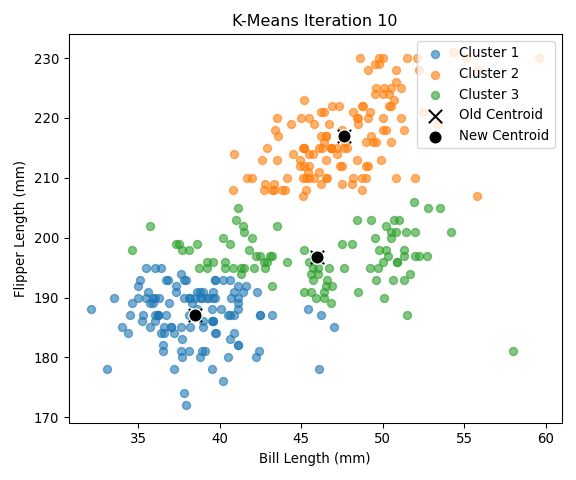 K-Means Iteration 10
Cluster 1
Cluster 2
Cluster 3
Old Centroid
New Centroid
Flipper Length (mm)
230
220
210
200
190
180
170
35
40
45
50
55
60
Bill Length (mm)